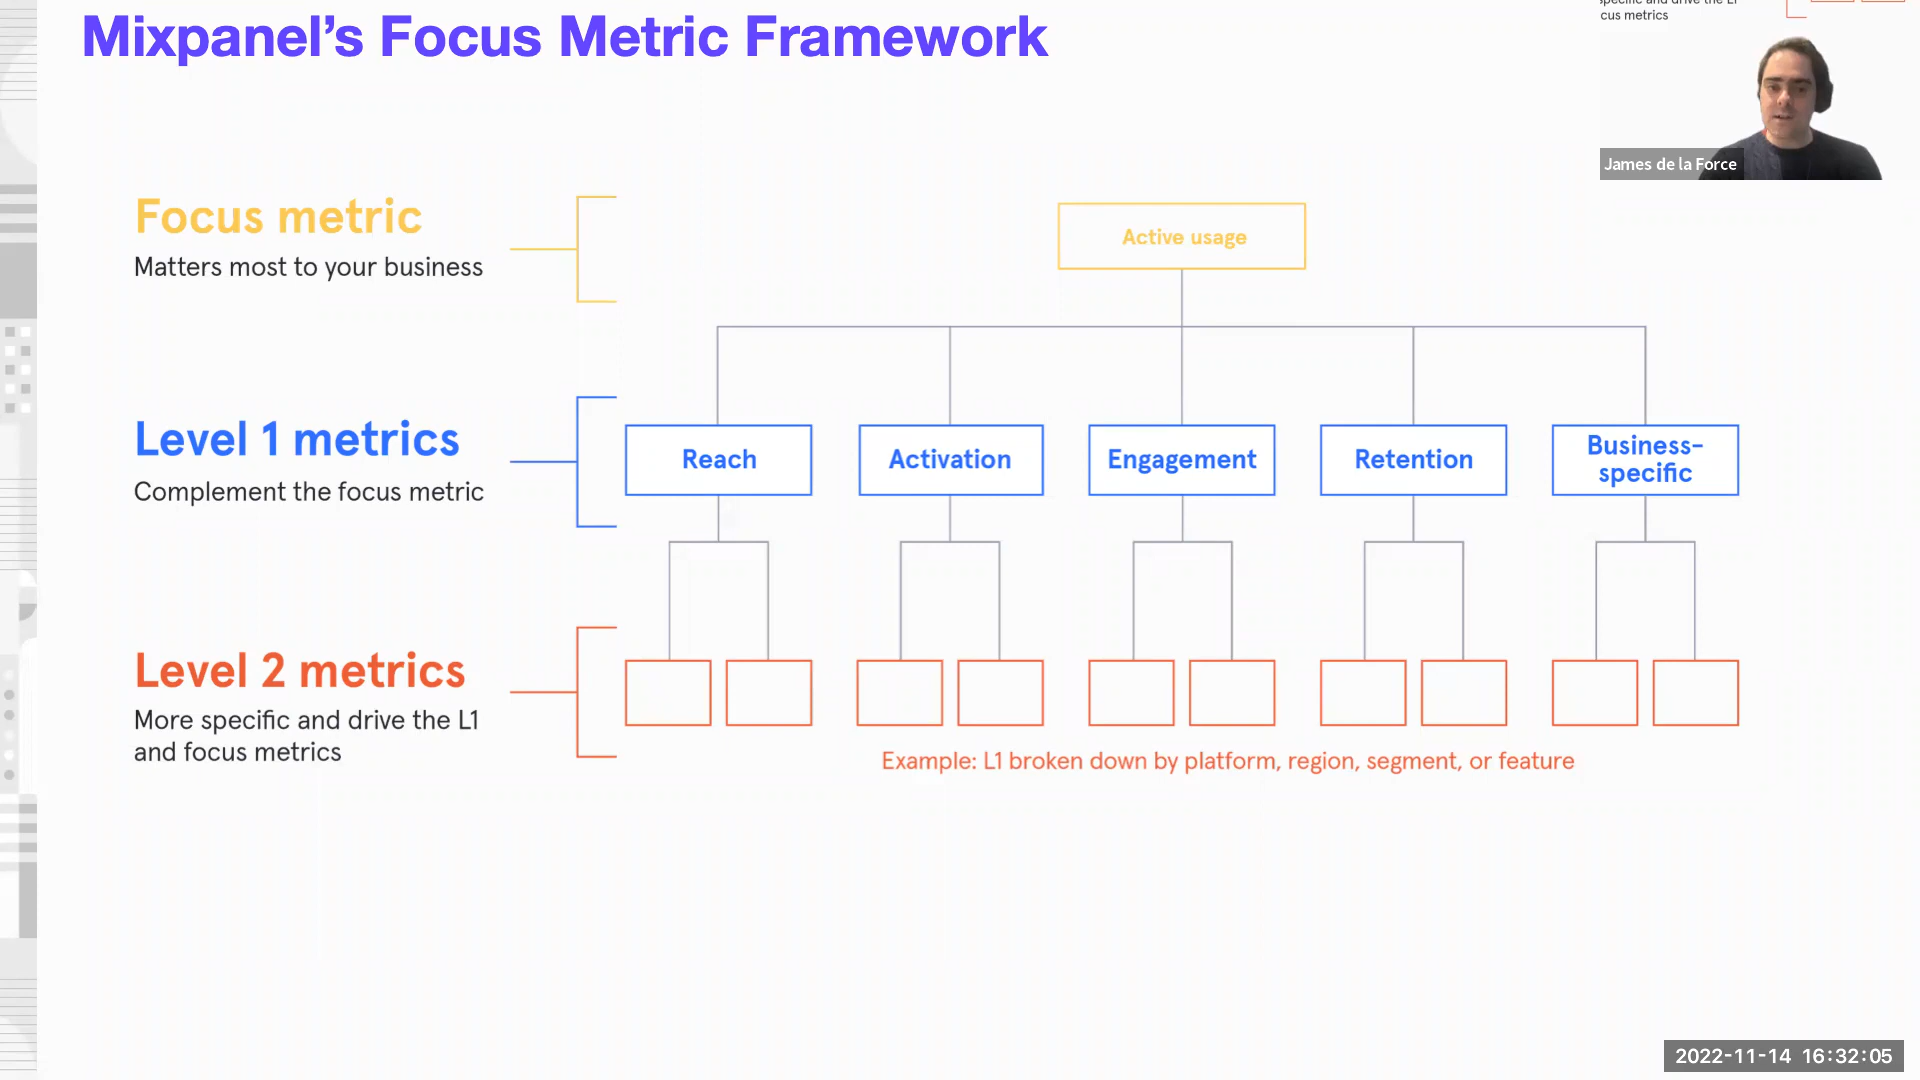 Mixpanel’s Focus Metric Framework
cus metrics
James de la Force
Focus metric
Matters most to your business
Active usage
Level 1 metrics
Complement the focus metric
Reach
Activation
Engagement
Retention
Business-
specific
Level 2 metrics
More specific and drive the L1
and focus metrics
Example: L1 broken down by platform, region, segment, or feature
2022-11-14 16:32:05